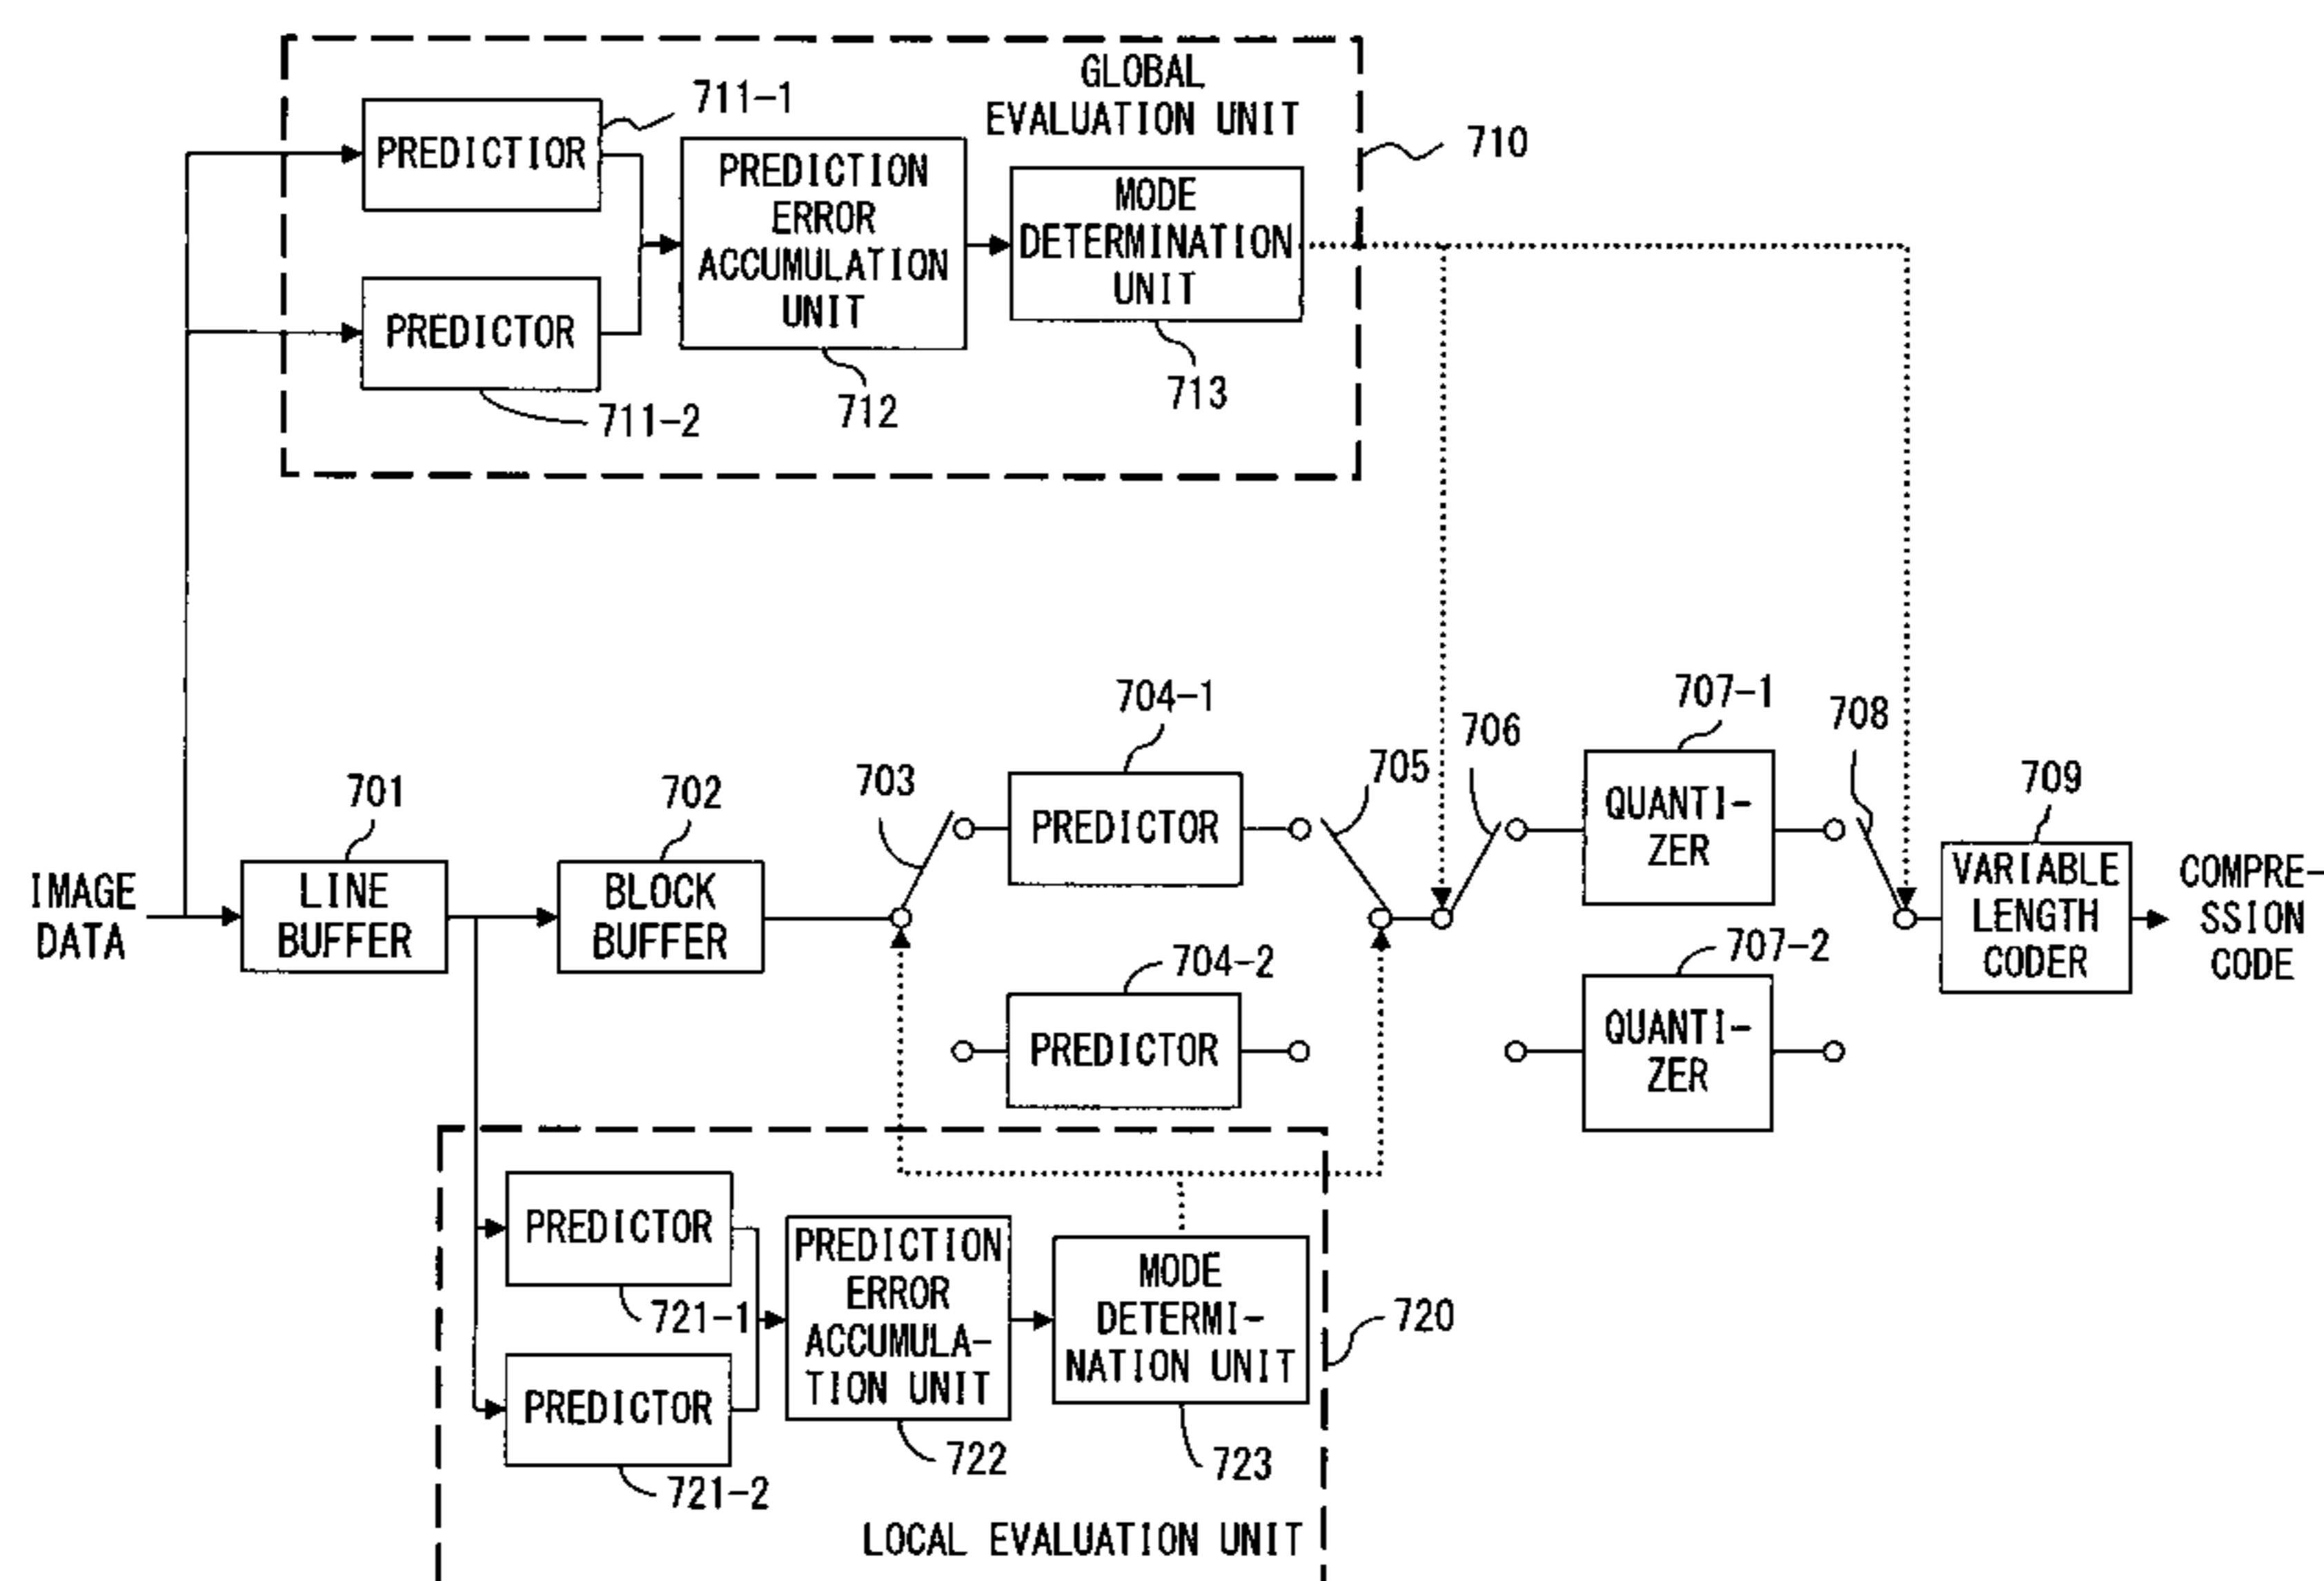 GLOBAL
EVALUATION UNIT
711-1
PREDICTIOR
710
PREDICTION
ERROR
ACCUMULATION
UNIT
MODE
DETERMINATION
UNIT
PREDICTOR
711-2
712
713
704-1
707-1
708
706
705
703
701
702
709
PREDICTOR
QUANTI-
ZER
IMAGE
DATA
LINE
BUFFER
BLOCK
BUFFER
VARIABLE
LENGTH
CODER
COMPRE-
SSION
CODE
704-2
707-2
PREDICTOR
QUANTI-
ZER
PREDICTOR
721-1
PREDICTION
ERROR
ACCUMULA-
TION UNIT
MODE
DETERMI-
NATION UNIT
720
PREDICTOR
721-2
722
723
LOCAL EVALUATION UNIT